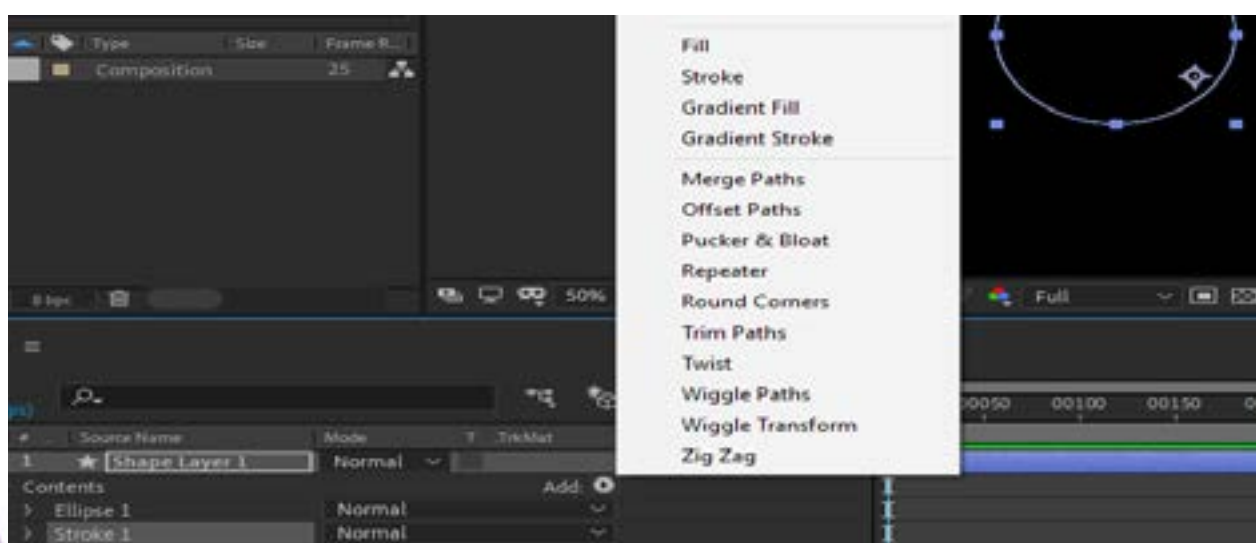 Type Size Frame R...
Composition 25
Fill
Stroke
Gradient Fill
Gradient Stroke
Merge Paths
Offset Paths
Pucker & Bloat
Repeater
Round Corners
Trim Paths
Twist
Wiggle Paths
Wiggle Transform
Zig Zag
8 bpc
50%
Full
00050 00100 00150
# Source Name Mode T TrkMat
1 Shape Layer 1 Normal
Contents Add:
Ellipse 1 Normal
Stroke 1 Normal